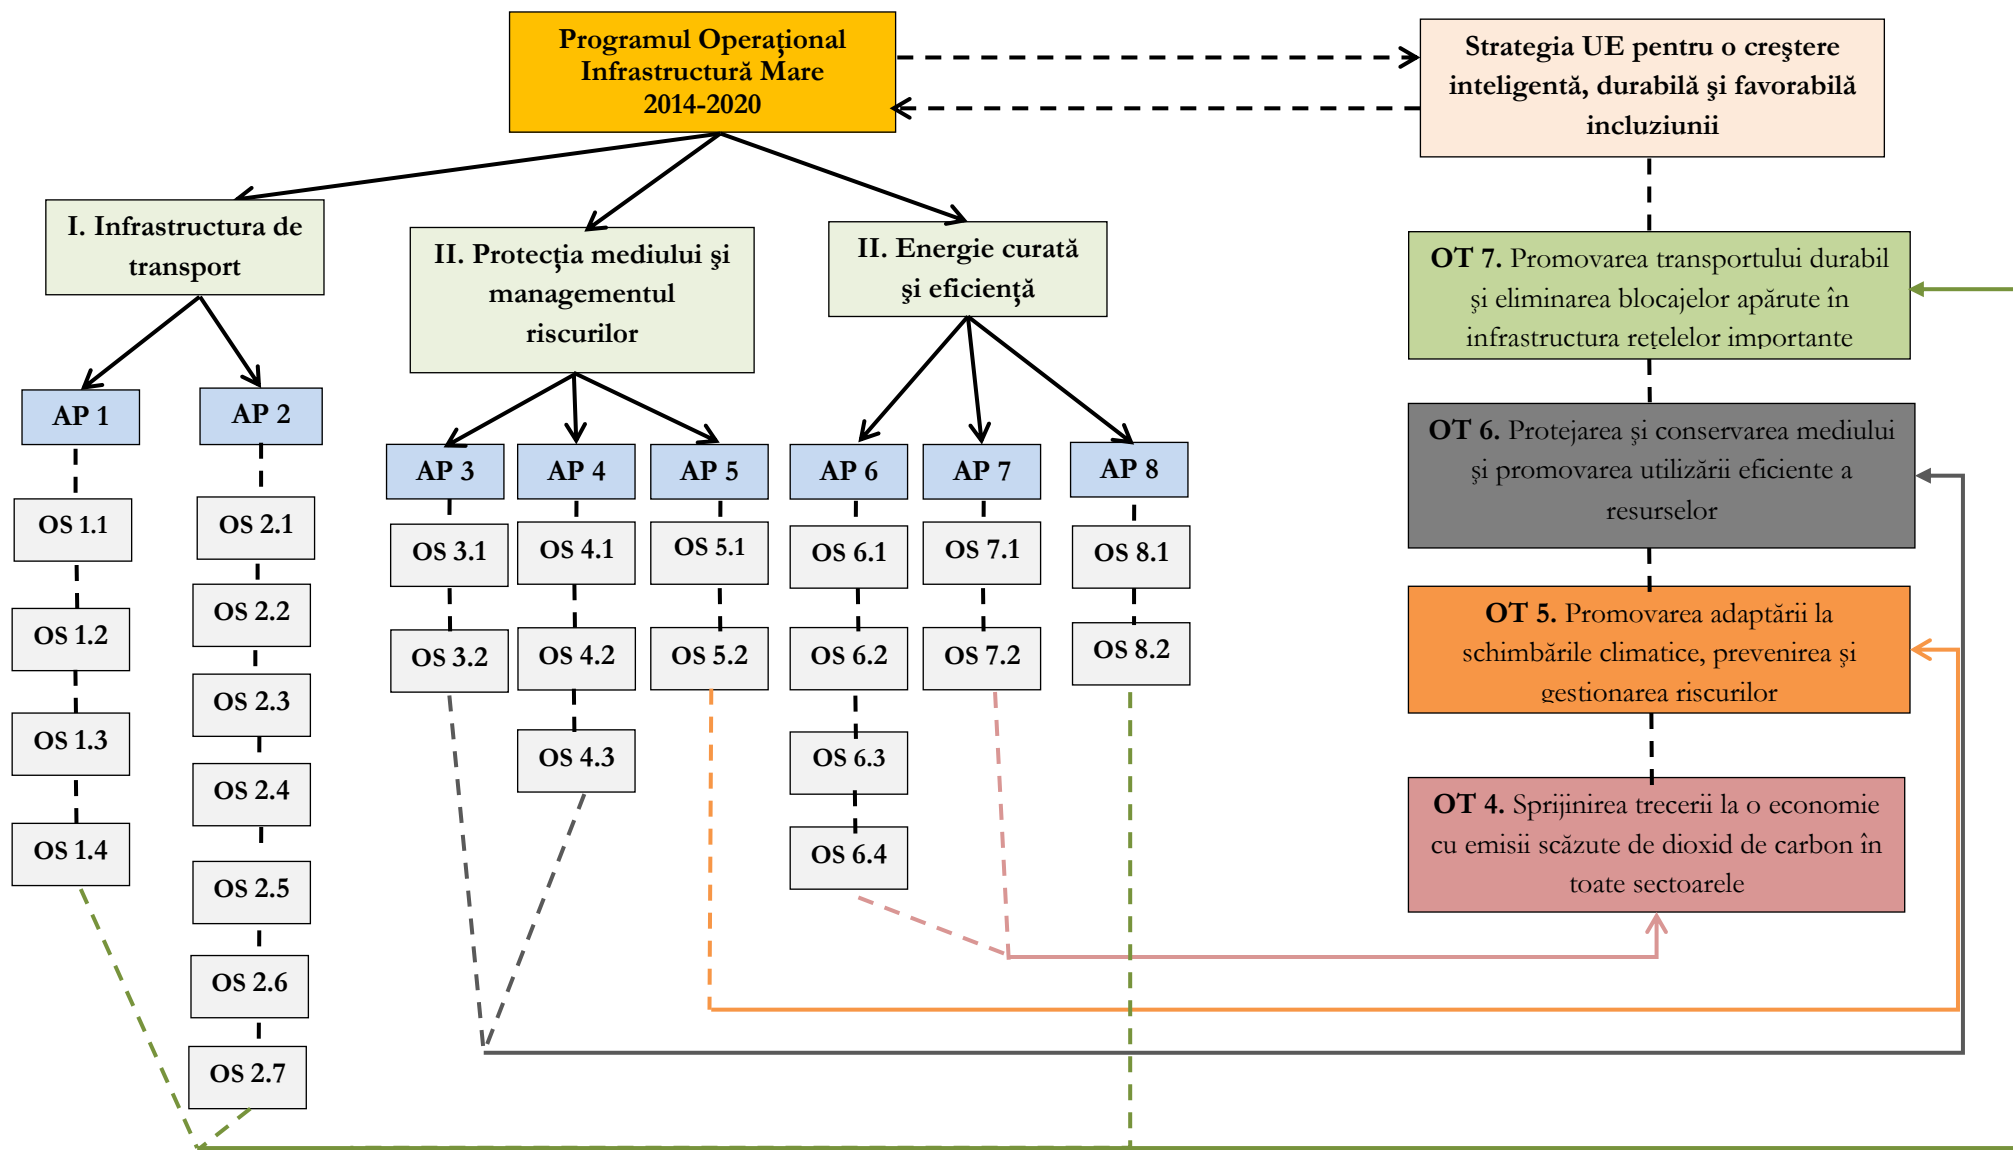 Programul Operaţional
Infrastructură Mare
2014-2020
Strategia UE pentru o creştere
inteligentă, durabilă şi favorabilă
incluziunii
I. Infrastructura de
transport
II. Protecţia mediului şi
managementul
riscurilor
II. Energie curată
şi eficienţă
AP 1
AP 2
AP 3
AP 4
AP 5
AP 6
AP 7
AP 8
OS 1.1
OS 1.2
OS 1.3
OS 1.4
OS 2.1
OS 2.2
OS 2.3
OS 2.4
OS 2.5
OS 2.6
OS 2.7
OS 3.1
OS 3.2
OS 4.1
OS 4.2
OS 4.3
OS 5.1
OS 5.2
OS 6.1
OS 6.2
OS 6.3
OS 6.4
OS 7.1
OS 7.2
OS 8.1
OS 8.2
OT 7. Promovarea transportului durabil
şi eliminarea blocajelor apărute în
infrastructura reţelelor importante
OT 6. Protejarea şi conservarea mediului
şi promovarea utilizării eficiente a
resurselor
OT 5. Promovarea adaptării la
schimbările climatice, prevenirea şi
gestionarea riscurilor
OT 4. Sprijinirea trecerii la o economie
cu emisii scăzute de dioxid de carbon în
toate sectoarele